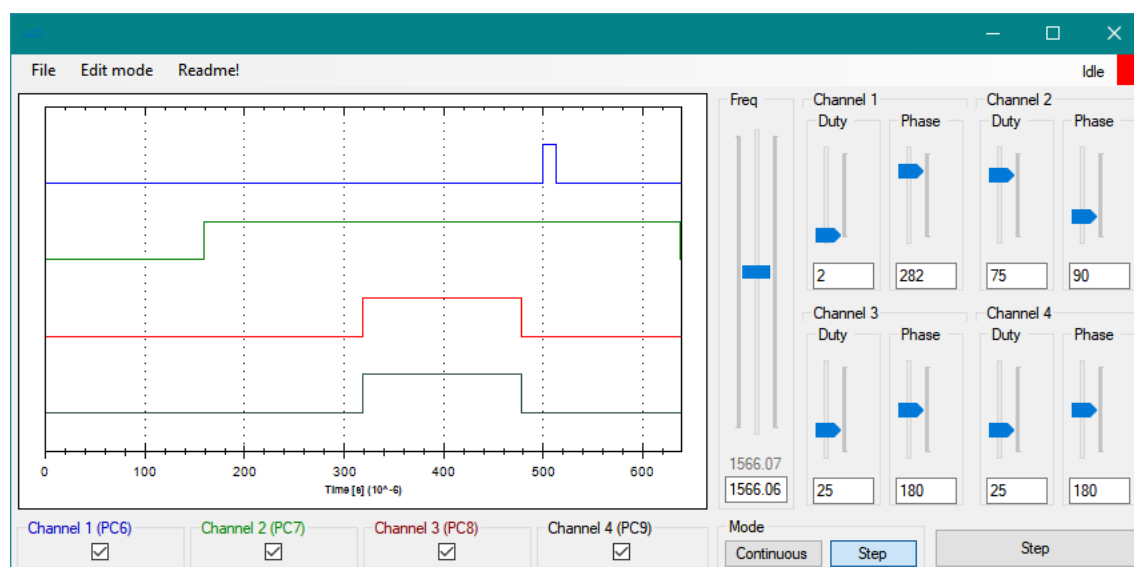 File Edit mode Readme! Idle
Freq Channel 1 Channel 2
Duty Phase Duty Phase
2 282 75 90
Channel 3 Channel 4
Duty Phase Duty Phase
0 100 200 300 400 500 600
Time [s] (10^-6)
1566.07
1566.06 25 180 25 180
Channel 1 (PC6) Channel 2 (PC7) Channel 3 (PC8) Channel 4 (PC9) Mode
Continuous Step Step